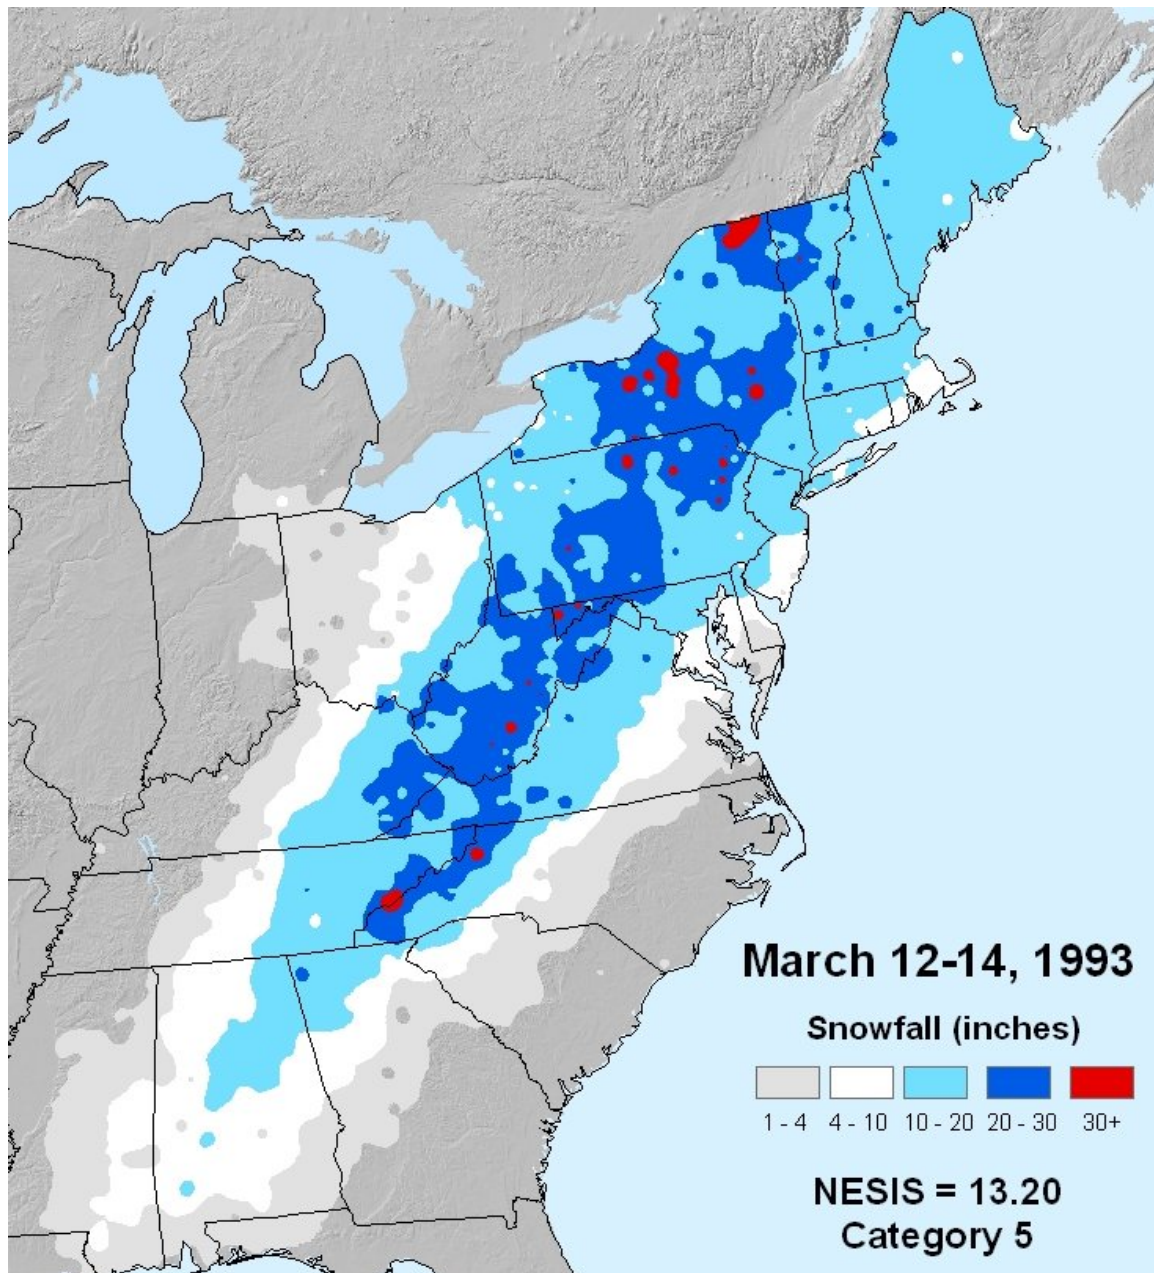 March 12-14, 1993
Snowfall (inches)
1 - 4 4 - 10 10 - 20 20 - 30 30+
NESIS = 13.20
Category 5